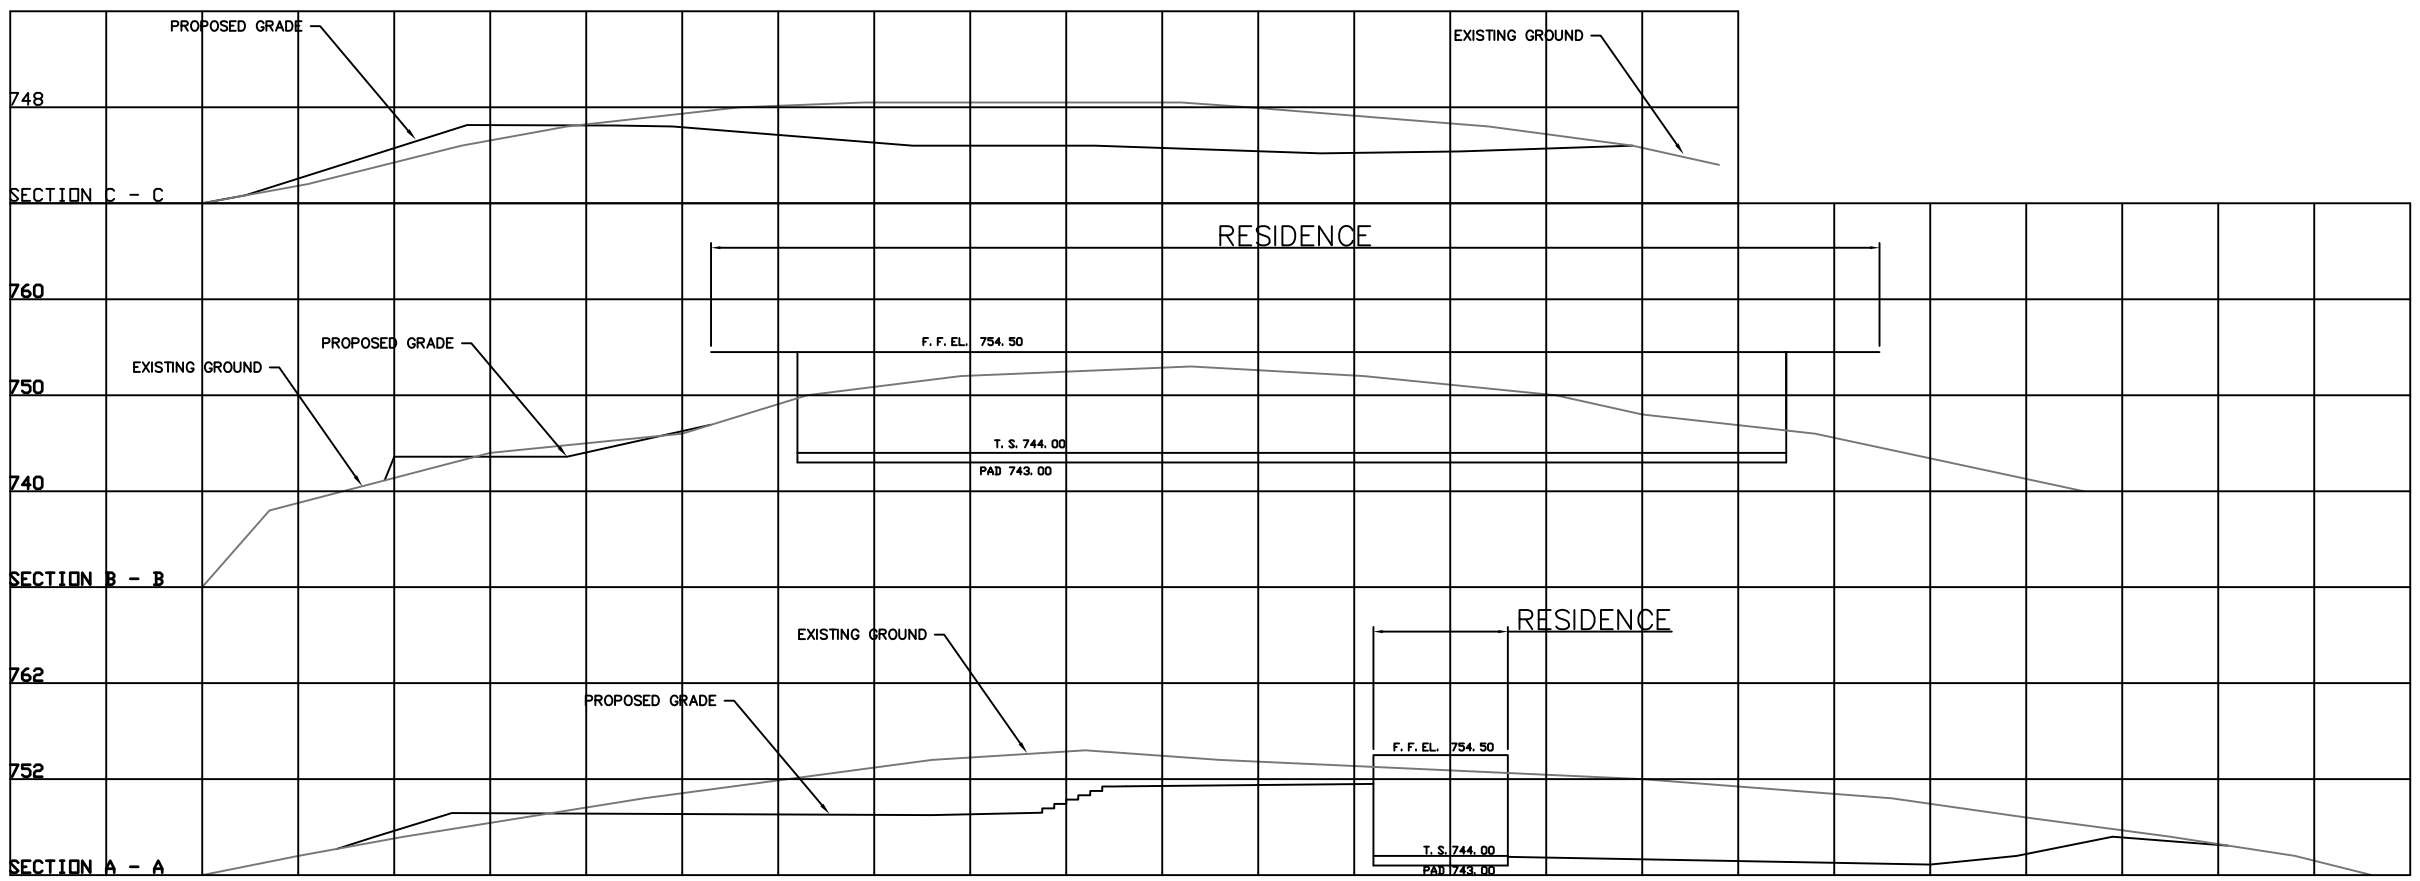 PROPOSED GRADE
EXISTING GROUND
748
SECTION C - C
RESIDENCE
760
F. F. EL. 754. 50
PROPOSED GRADE
EXISTING GROUND
750
T. S. 744. 00
PAD 743. 00
740
SECTION B - B
RESIDENCE
EXISTING GROUND
762
PROPOSED GRADE
F. F. EL. 754. 50
752
T. S. 744. 00
SECTION A - A
PAD 743. 00